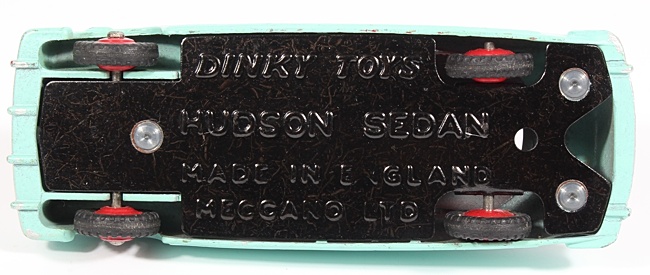 DINKY TOYS
HUDSON SEDAN
MADE IN ENGLAND
MECCANO LTD